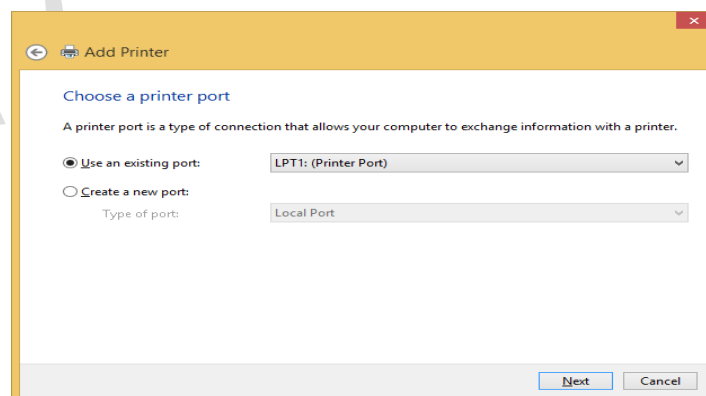 Add Printer
Choose a printer port
A printer port is a type of connection that allows your computer to exchange information with a printer.
Use an existing port: LPT1: (Printer Port)
Create a new port:
Type of port: Local Port
Next Cancel